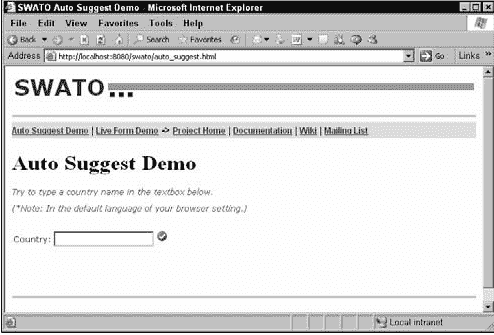 SWATO Auto Suggest Demo - Microsoft Internet Explorer
File Edit View Favorites Tools Help
Back Search Favorites
Address http://localhost:8080/swato/auto_suggest.html Go Links »
SWATO...
Auto Suggest Demo | Live Form Demo -> Project Home | Documentation | Wiki | Mailing List
Auto Suggest Demo
Try to type a country name in the textbox below.
(*Note: In the default language of your browser setting.)
Country:
Local intranet